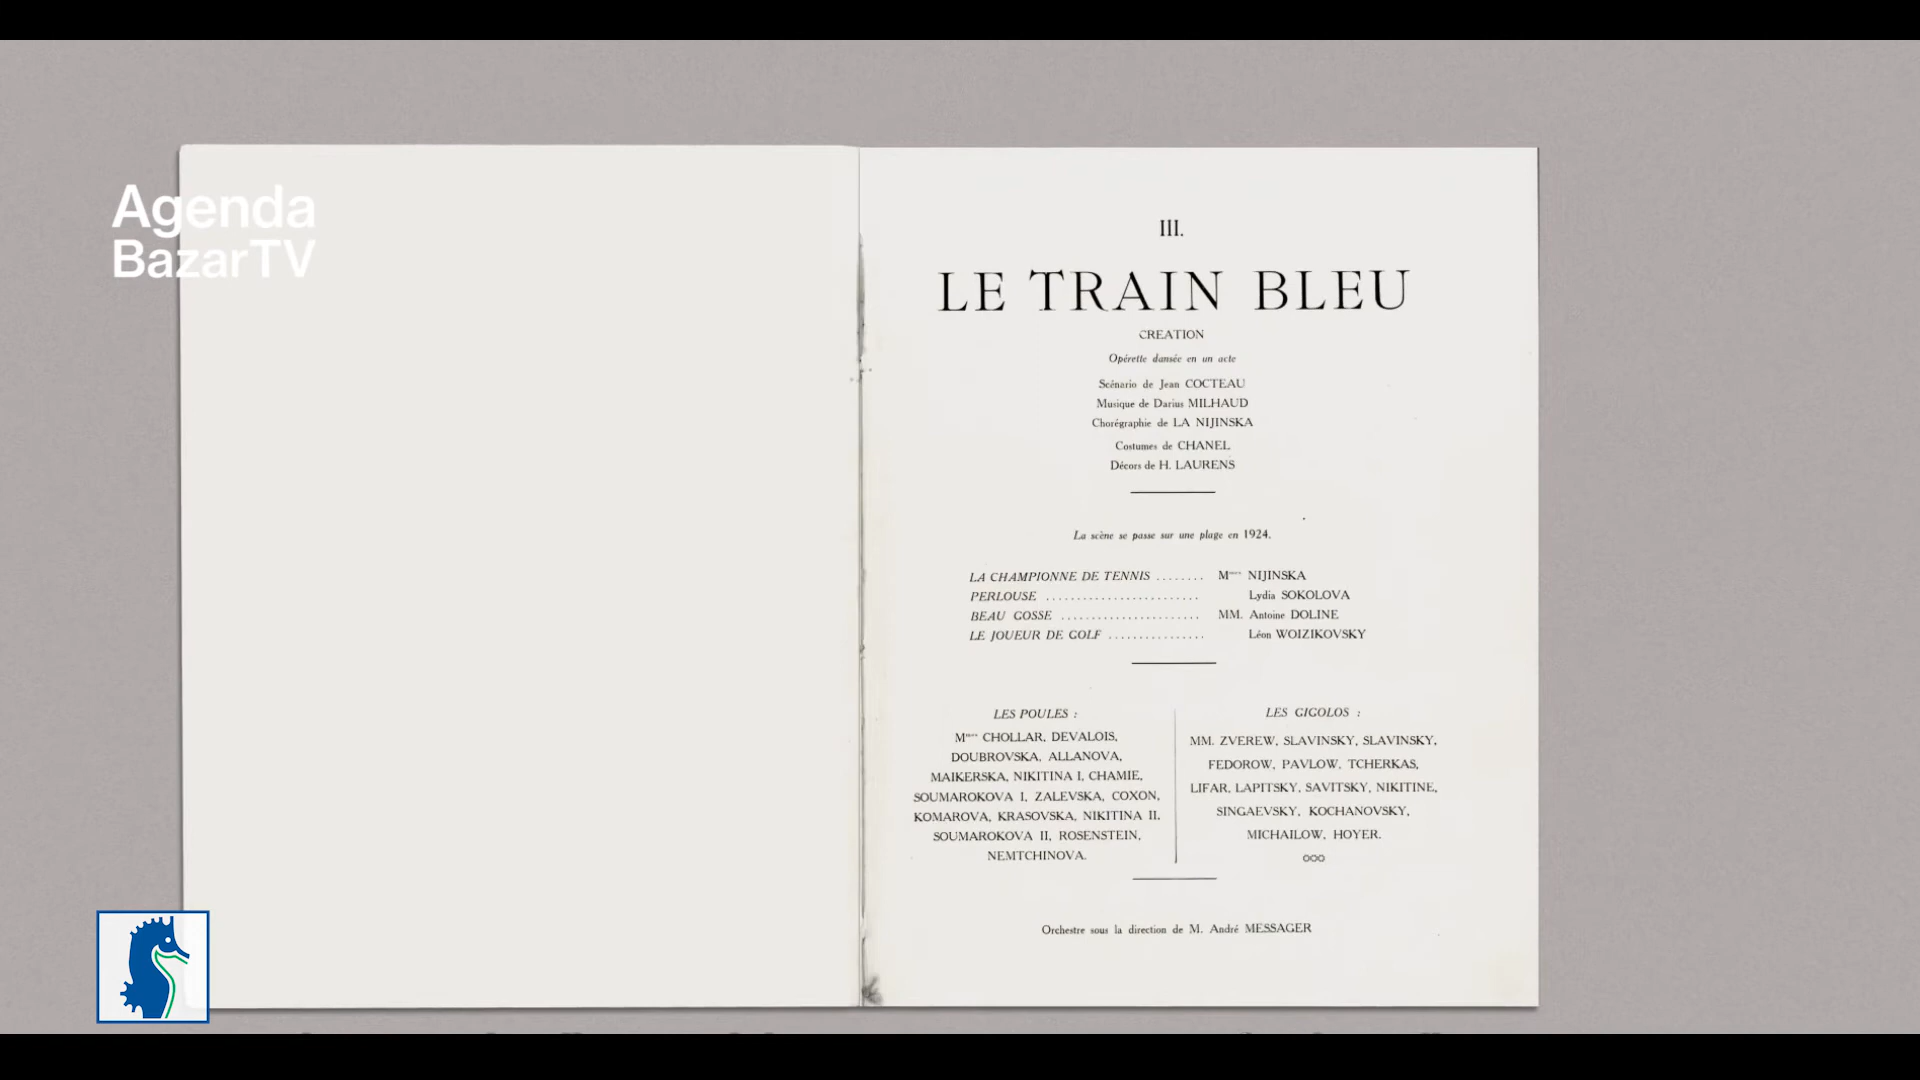 Agenda
BazarTV
III.
LE TRAIN BLEU
CREATION
Opérette dansée en un acte
Scénario de Jean COCTEAU
Musique de Darius MILHAUD
Chorégraphie de LA NIJINSKA
Costumes de CHANEL
Décors de H. LAURENS
La scène se passe sur une plage en 1924.
LA CHAMPIONNE DE TENNIS ........ Mmes NIJINSKA
PERLOUSE ......................... Lydia SOKOLOVA
BEAU GOSSE ....................... MM. Antoine DOLINE
LE JOUEUR DE GOLF ................ Léon WOIZIKOVSKY
LES POULES :
Mmes CHOLLAR, DEVALOIS,
DOUBROVSKA, ALLANOVA,
MAIKERSKA, NIKITINA I, CHAMIE,
SOUMAROKOVA I, ZALEVSKA, COXON,
KOMAROVA, KRASOVSKA, NIKITINA II,
SOUMAROKOVA II, ROSENSTEIN,
NEMTCHINOVA.
LES GIGOLOS :
MM. ZVEREW, SLAVINSKY, SLAVINSKY,
FEDOROW, PAVLOW, TCHERKAS,
LIFAR, LAPITSKY, SAVITSKY, NIKITINE,
SINGAEVSKY, KOCHANOVSKY,
MICHAILOW, HOYER.
Orchestre sous la direction de M. André MESSAGER